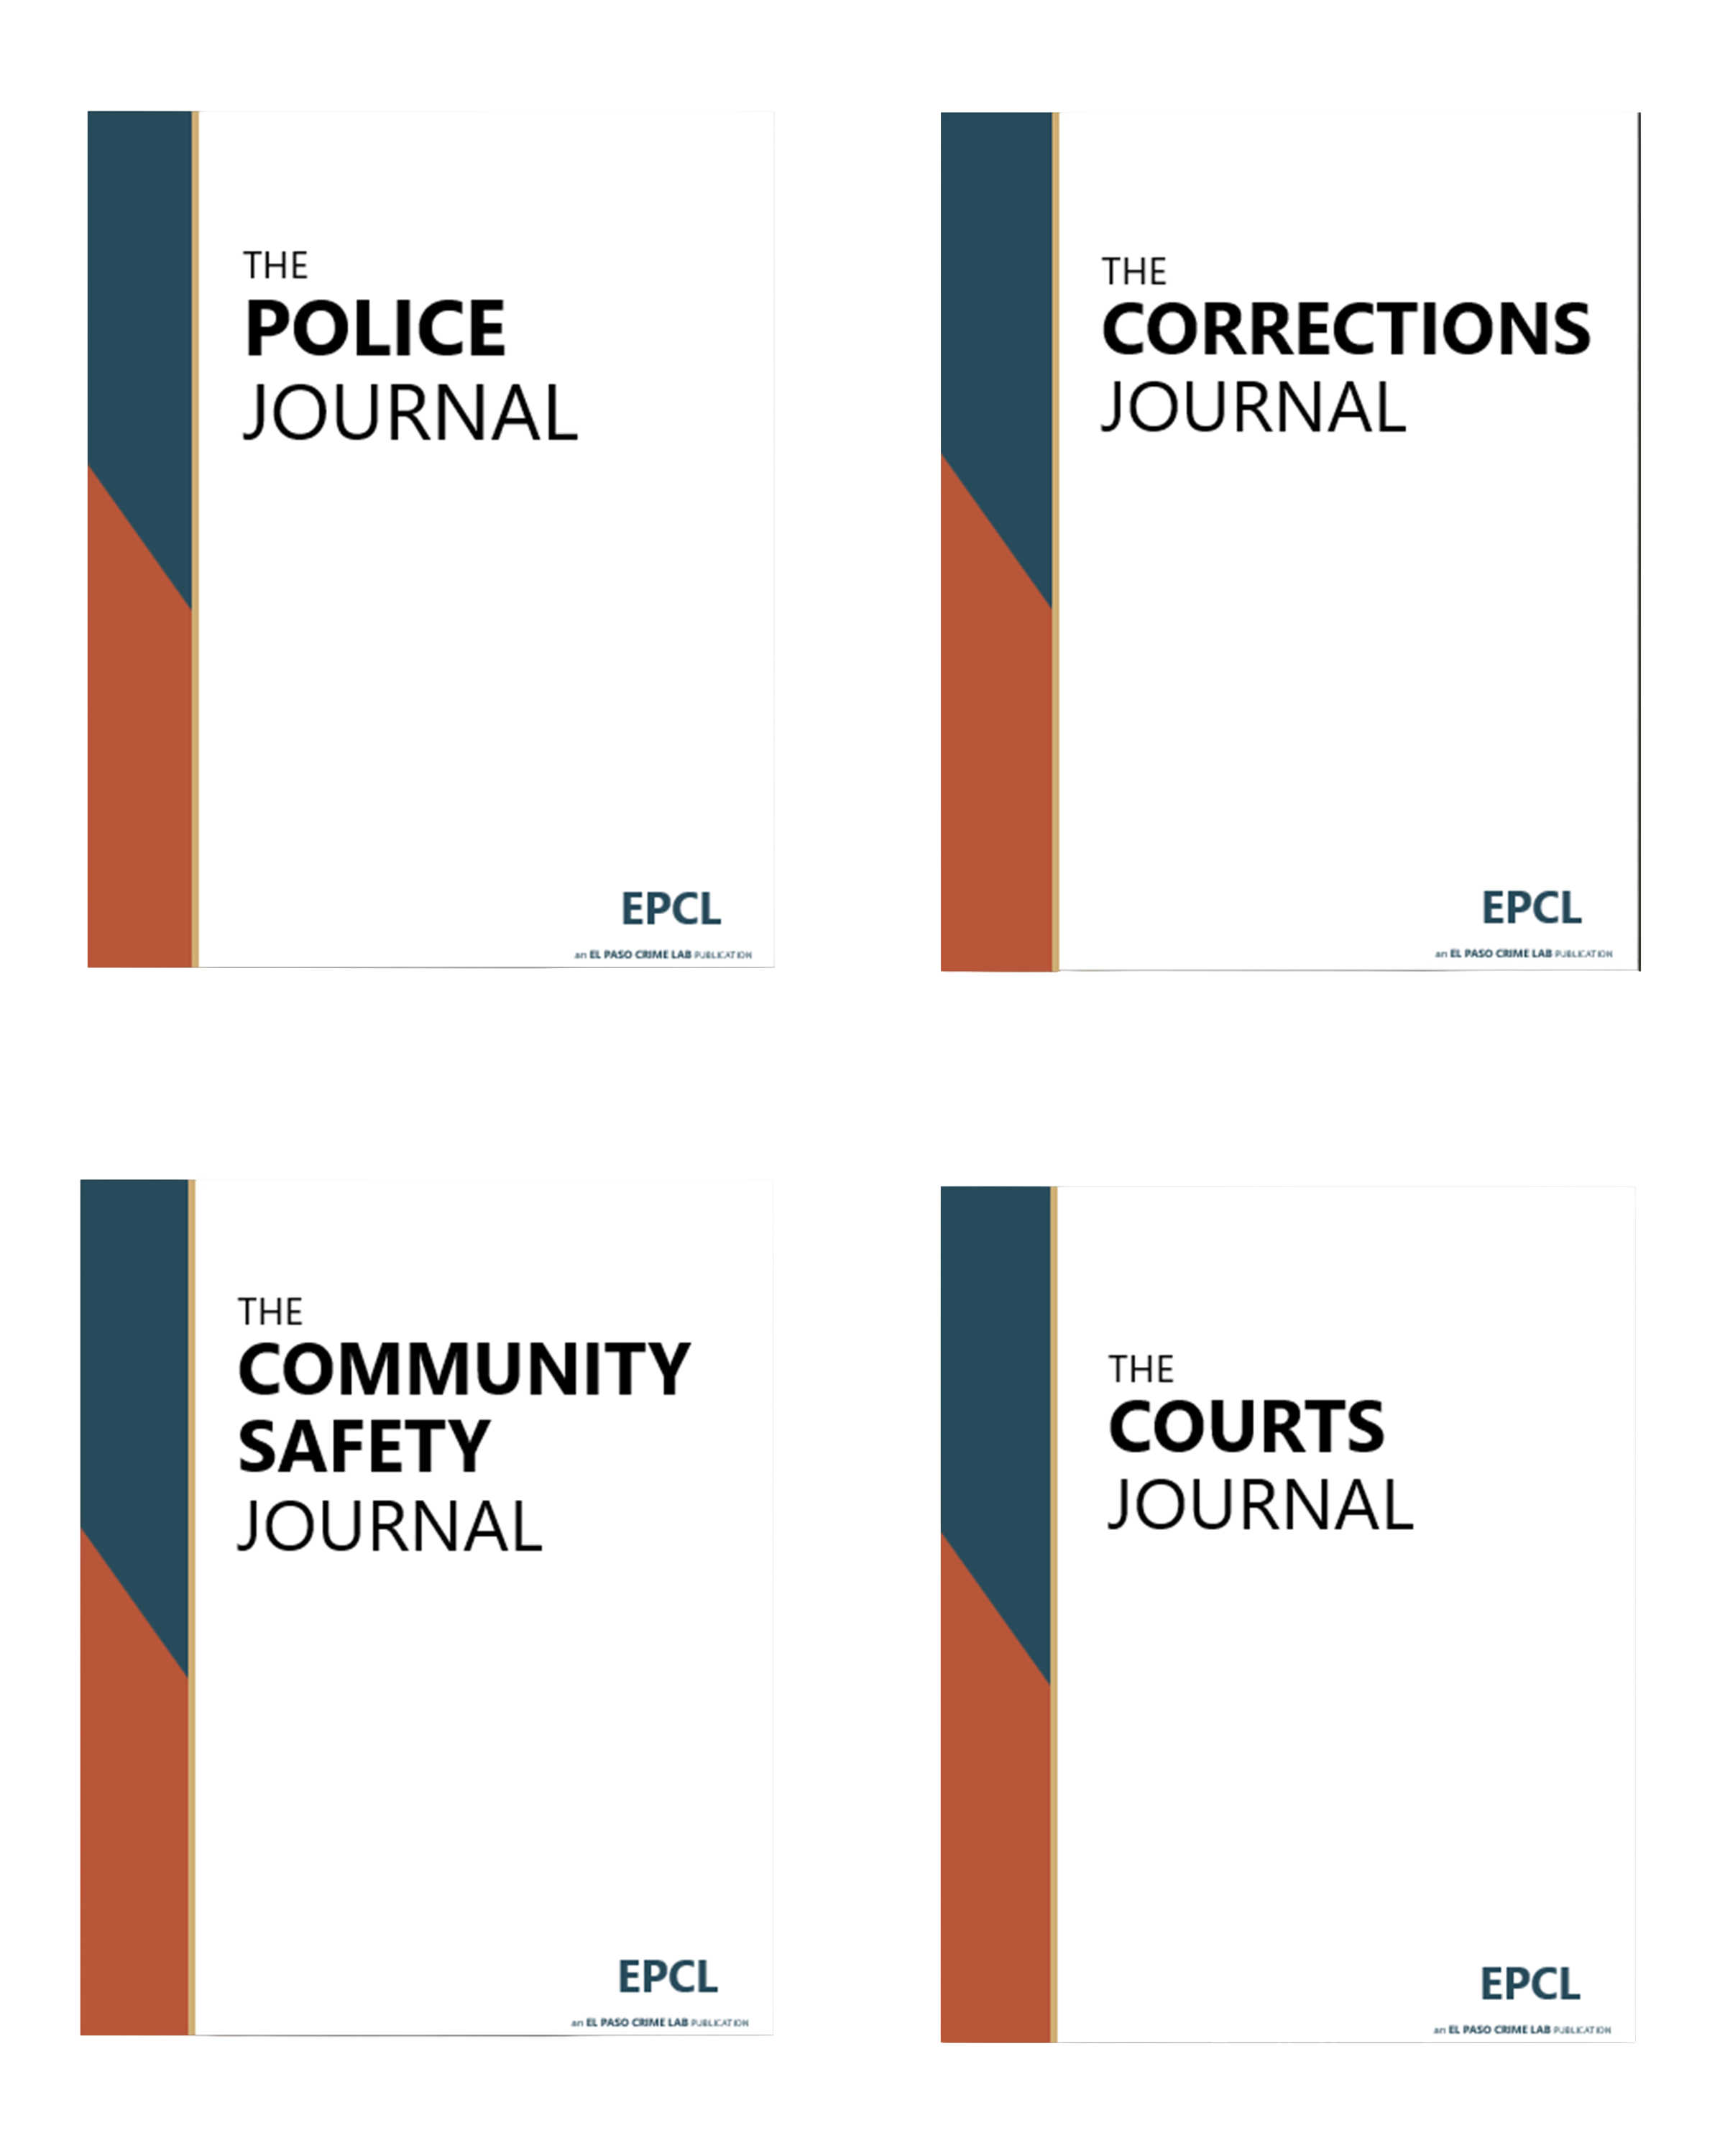 THE
POLICE
JOURNAL
EPCL
an EL PASO CRIME LAB PUBLICATION
THE
CORRECTIONS
JOURNAL
EPCL
an EL PASO CRIME LAB PUBLICATION
THE
COMMUNITY
SAFETY
JOURNAL
EPCL
an EL PASO CRIME LAB PUBLICATION
THE
COURTS
JOURNAL
EPCL
an EL PASO CRIME LAB PUBLICATION